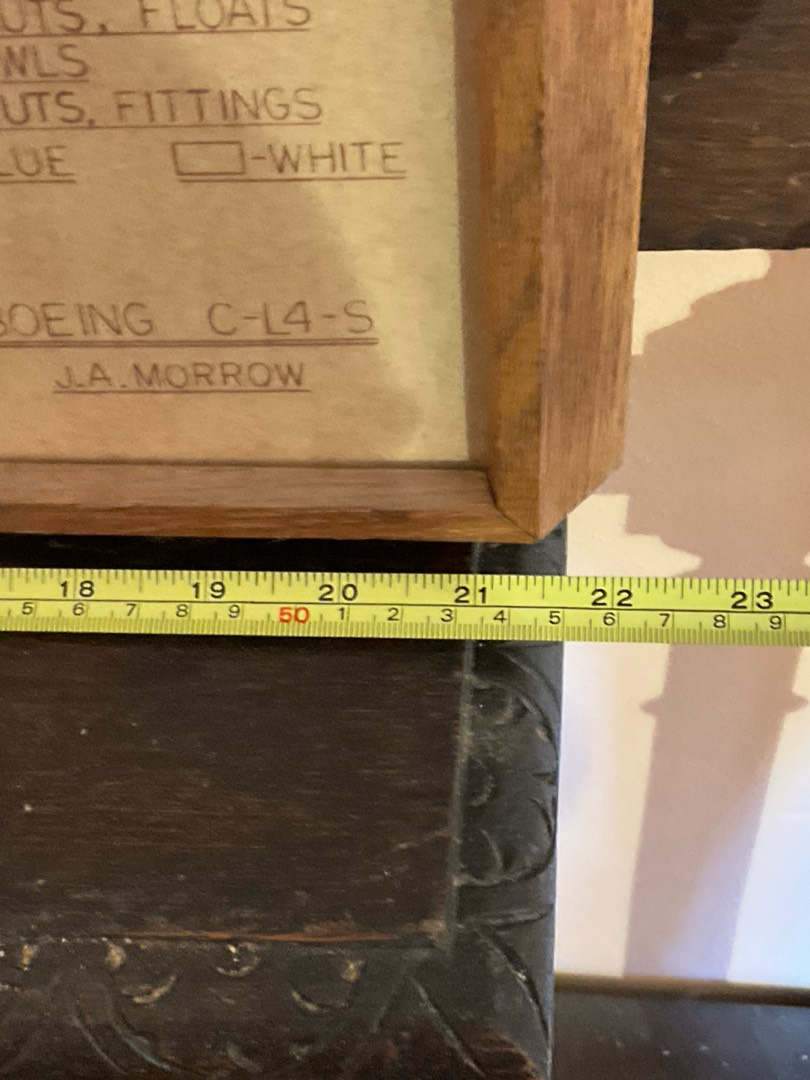 UTS, FLOATS
WLS
UTS, FITTINGS
LUE -WHITE
BOEING C-L4-S
J.A.MORROW
18 19 20 21 22 23
5 6 7 8 9 50 1 2 3 4 5 6 7 8 9